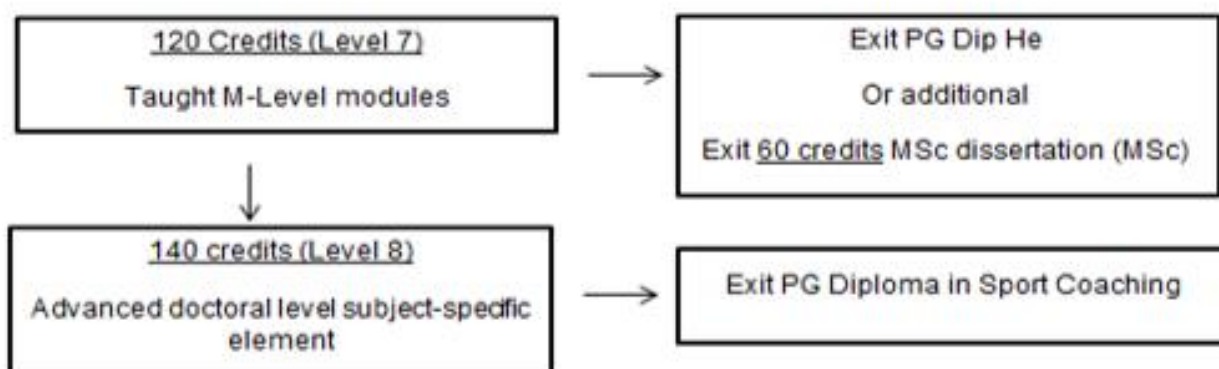 120 Credits (Level 7)
Taught M-Level modules
Exit PG Dip He
Or additional
Exit 60 credits MSc dissertation (MSc)
140 credits (Level 8)
Advanced doctoral level subject-specific
element
Exit PG Diploma in Sport Coaching